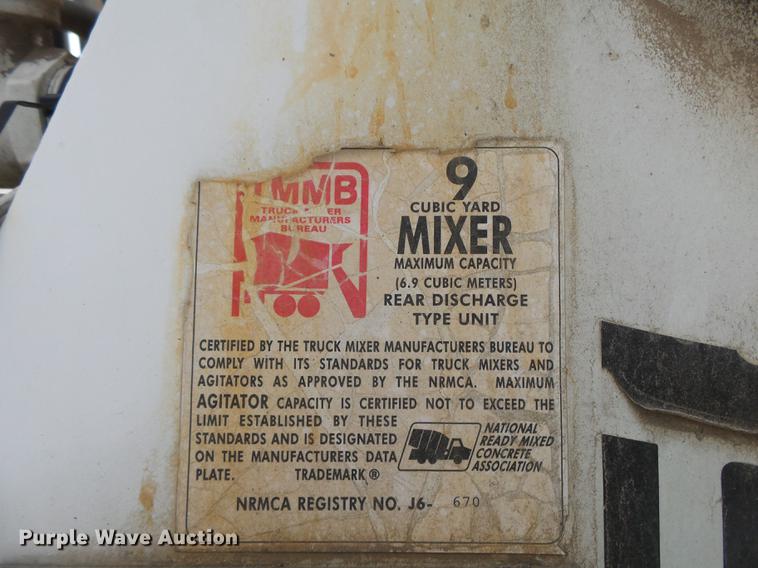 TMMB
TRUCK MIXER
MANUFACTURERS
BUREAU
9
CUBIC YARD
MIXER
MAXIMUM CAPACITY
(6.9 CUBIC METERS)
REAR DISCHARGE
TYPE UNIT
CERTIFIED BY THE TRUCK MIXER MANUFACTURERS BUREAU TO
COMPLY WITH ITS STANDARDS FOR TRUCK MIXERS AND
AGITATORS AS APPROVED BY THE NRMCA. MAXIMUM
AGITATOR CAPACITY IS CERTIFIED NOT TO EXCEED THE
LIMIT ESTABLISHED BY THESE
STANDARDS AND IS DESIGNATED
ON THE MANUFACTURERS DATA
PLATE. TRADEMARK ®
NATIONAL
READY MIXED
CONCRETE
ASSOCIATION
NRMCA REGISTRY NO. J6- 670
Purple Wave Auction